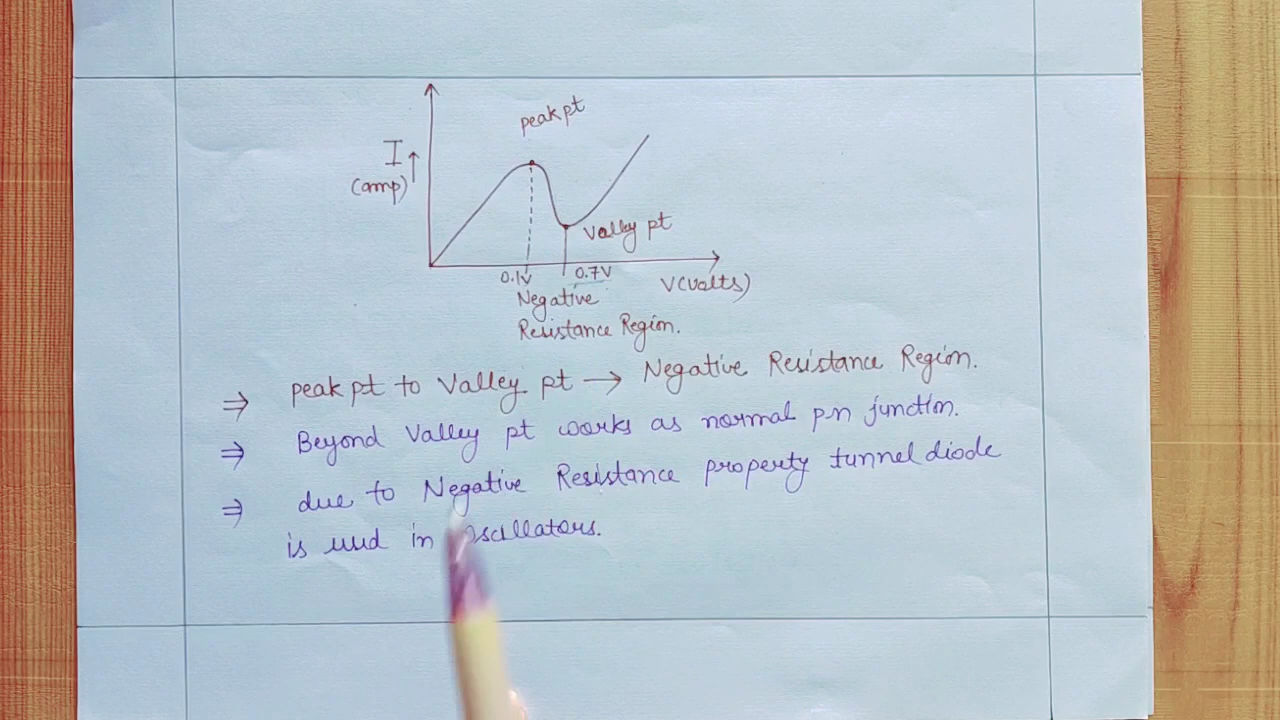 peak pt
I
(amp)
Valley pt
0.1V 0.7V
V(volts)
Negative
Resistance Region.
⇒ peak pt to Valley pt → Negative Resistance Region.
⇒ Beyond Valley pt works as normal pn junction.
⇒ due to Negative Resistance property tunnel diode
is used in oscillators.